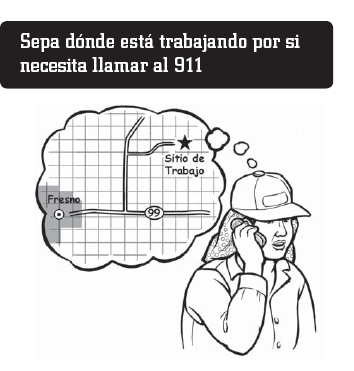 Sepa dónde está trabajando por si
necesita llamar al 911
Sitio de
Trabajo
Fresno
99